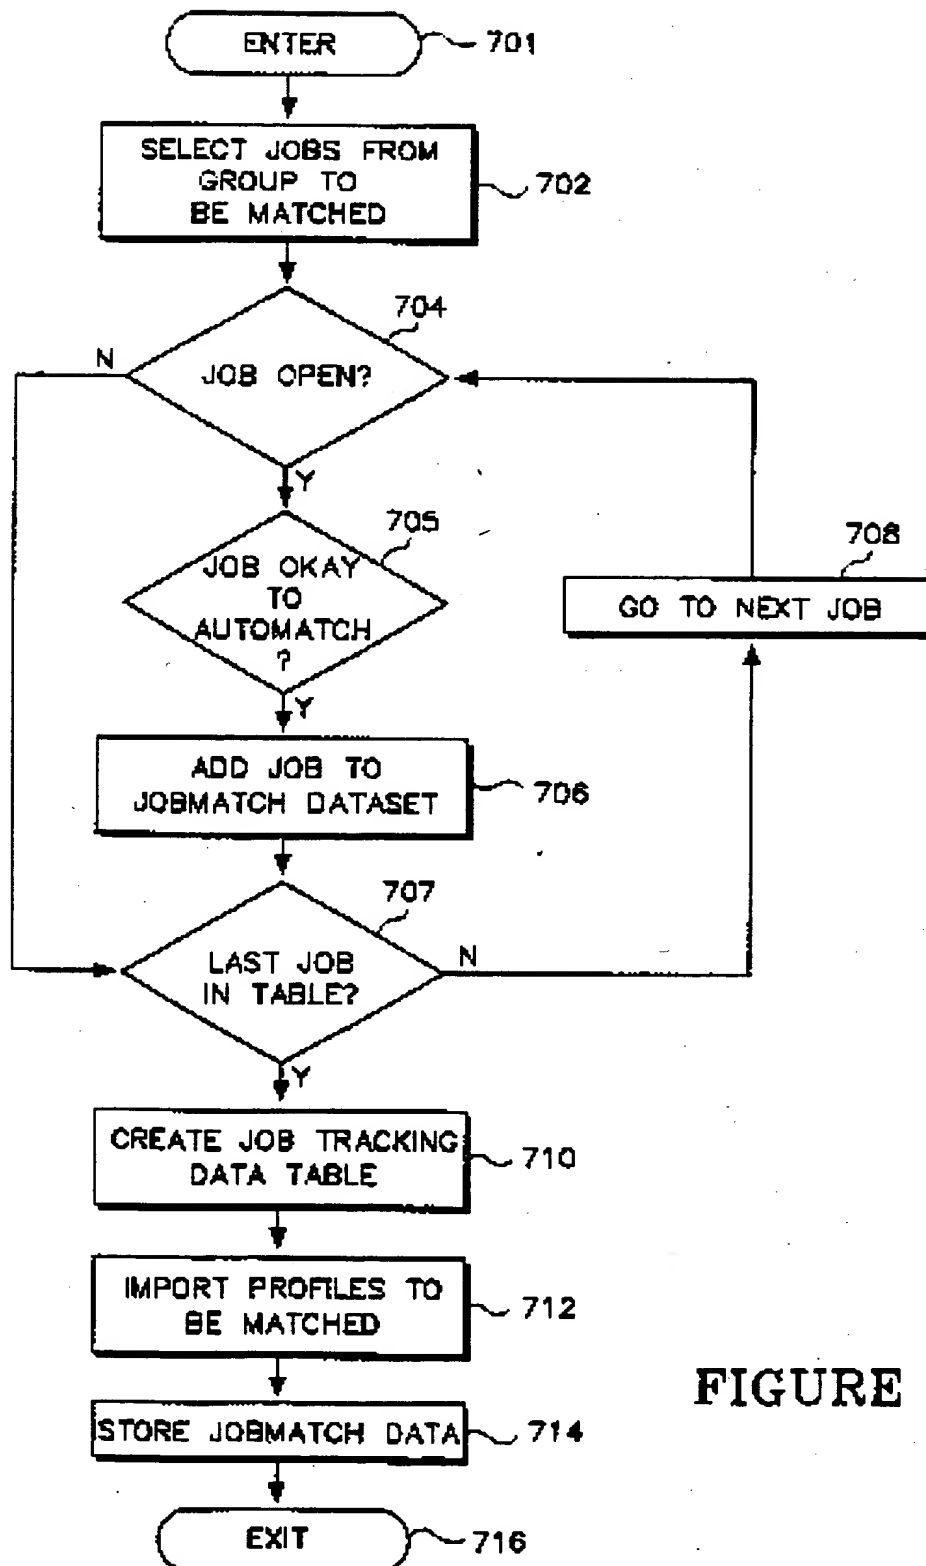 ENTER
701
SELECT JOBS FROM
GROUP TO
BE MATCHED
702
704
N
JOB OPEN?
Y
705
JOB OKAY
TO
AUTOMATCH
?
708
GO TO NEXT JOB
Y
ADD JOB TO
JOBMATCH DATASET
706
707
LAST JOB
IN TABLE?
N
Y
CREATE JOB TRACKING
DATA TABLE
710
IMPORT PROFILES TO
BE MATCHED
712
FIGURE
STORE JOBMATCH DATA
714
EXIT
716